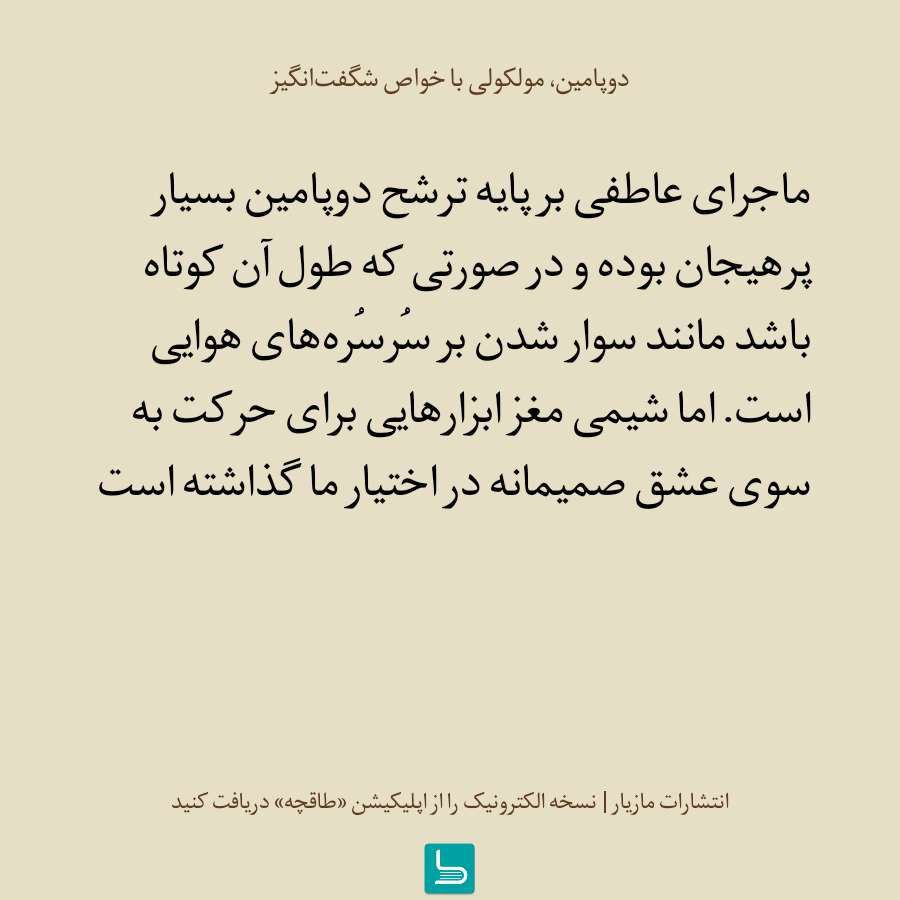 دوپامین، مولکولی با خواص شگفت‌انگیز
ماجرای عاطفی بر پایه ترشح دوپامین بسیار
پرهیجان بوده و در صورتی که طول آن کوتاه
باشد مانند سوار شدن بر سُرسُره‌های هوایی
است. اما شیمی مغز ابزارهایی برای حرکت به
سوی عشق صمیمانه در اختیار ما گذاشته است
انتشارات مازیار | نسخه الکترونیک را از اپلیکیشن «طاقچه» دریافت کنید